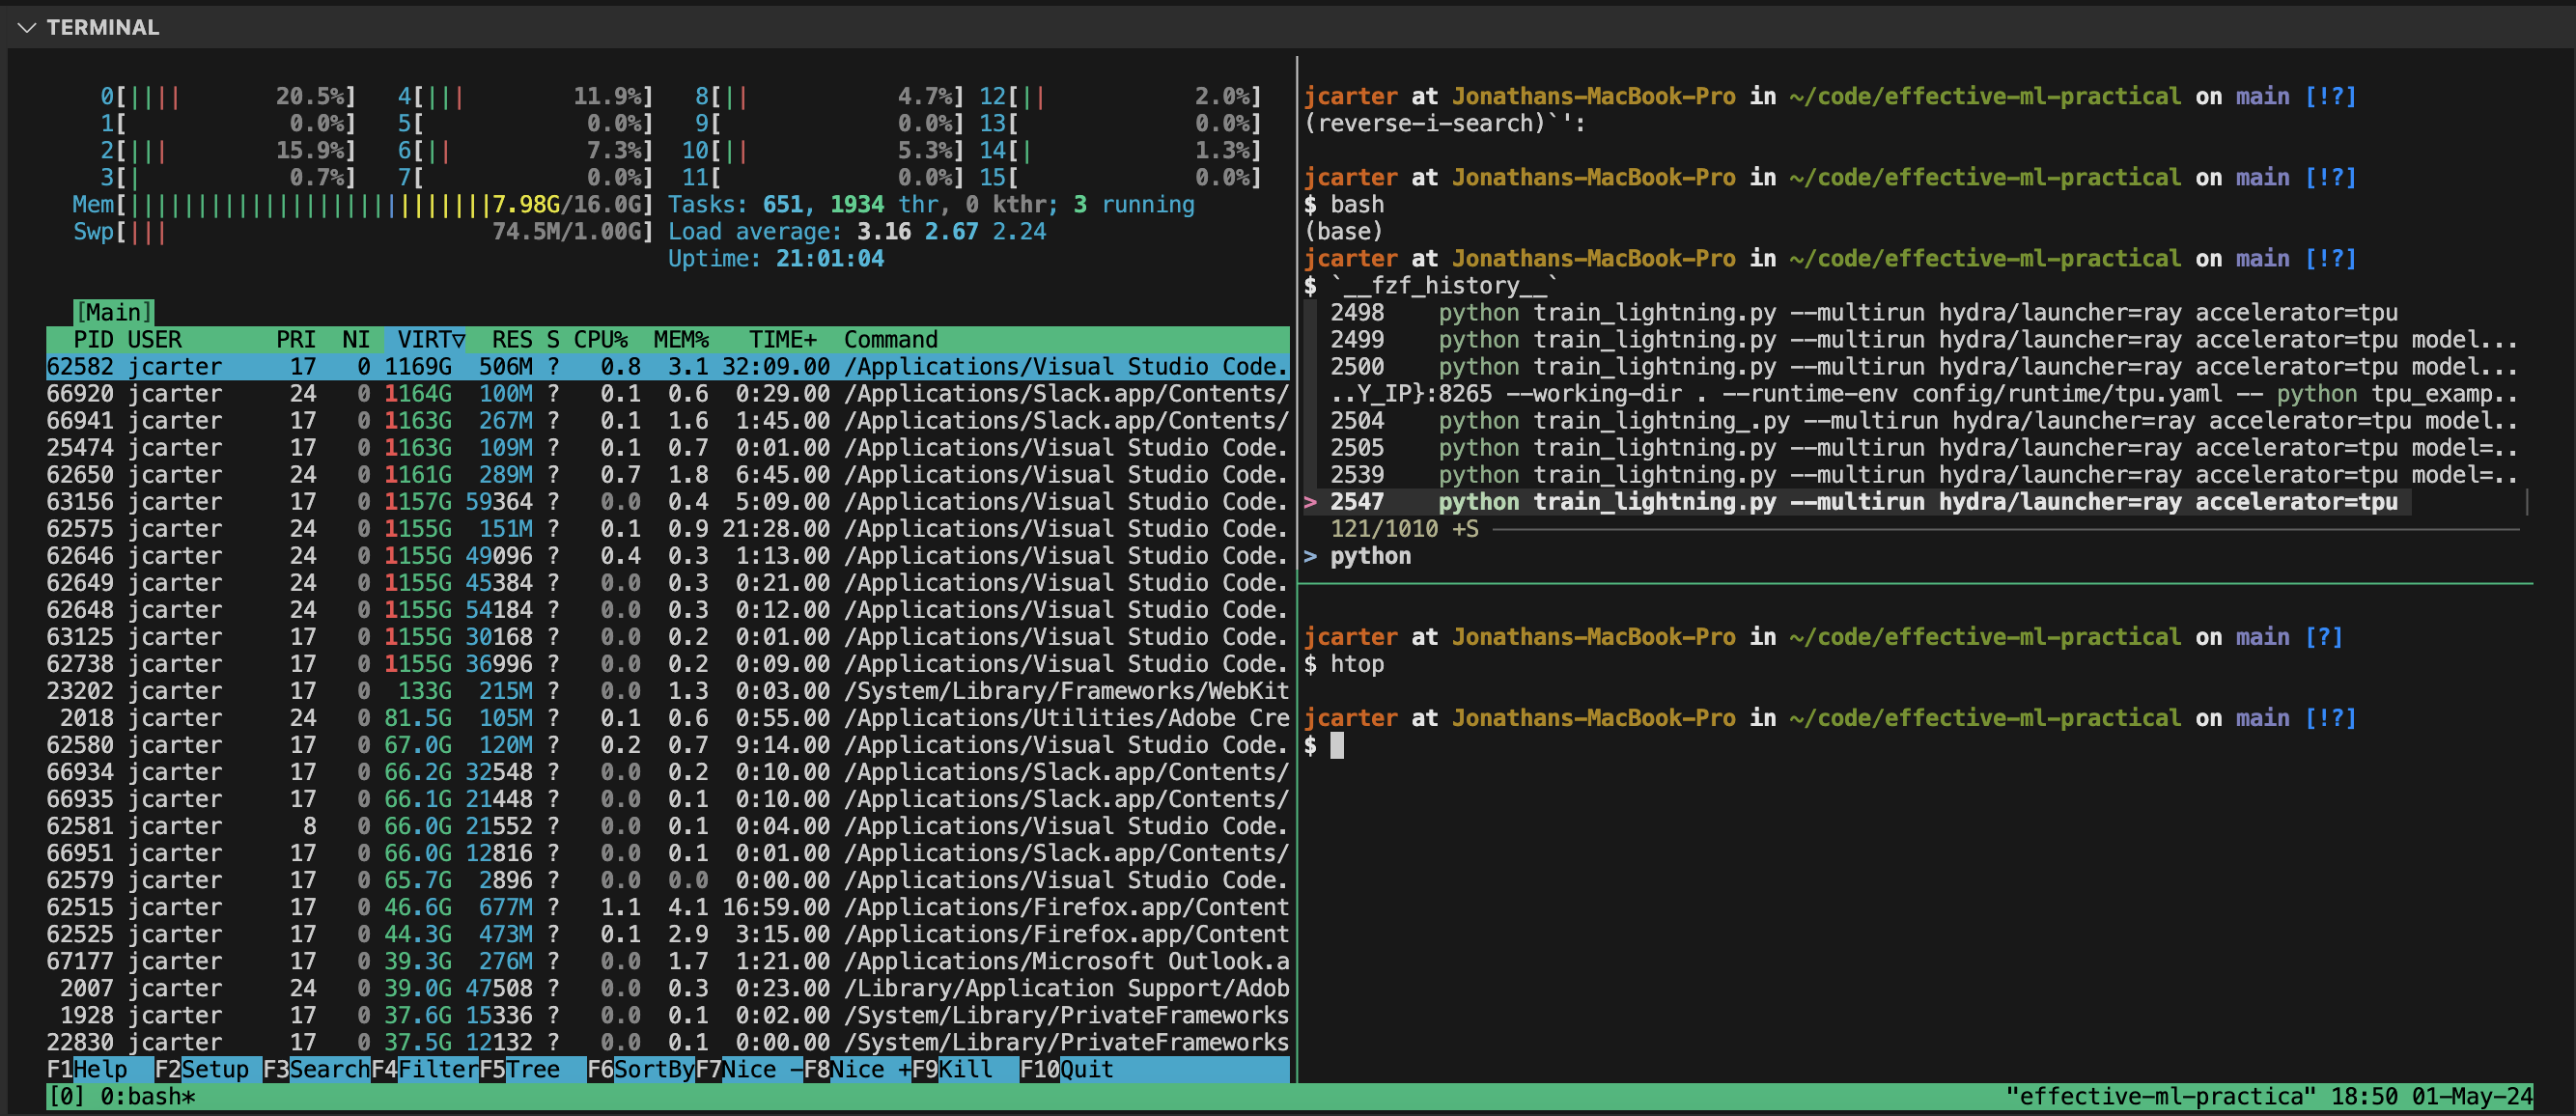 TERMINAL
0[|||| 20.5%] 4[||| 11.9%] 8[|| 4.7%] 12[|| 2.0%]
1[ 0.0%] 5[ 0.0%] 9[ 0.0%] 13[ 0.0%]
2[||| 15.9%] 6[|| 7.3%] 10[|| 5.3%] 14[| 1.3%]
3[| 0.7%] 7[ 0.0%] 11[ 0.0%] 15[ 0.0%]
Mem[|||||||||||||||||||||||||||7.98G/16.0G] Tasks: 651, 1934 thr, 0 kthr; 3 running
Swp[||| 74.5M/1.00G] Load average: 3.16 2.67 2.24
Uptime: 21:01:04
[Main]
PID USER PRI NI VIRT▽ RES S CPU% MEM% TIME+ Command
62582 jcarter 17 0 1169G 506M ? 0.8 3.1 32:09.00 /Applications/Visual Studio Code.
66920 jcarter 24 0 1164G 100M ? 0.1 0.6 0:29.00 /Applications/Slack.app/Contents/
66941 jcarter 17 0 1163G 267M ? 0.1 1.6 1:45.00 /Applications/Slack.app/Contents/
25474 jcarter 17 0 1163G 109M ? 0.1 0.7 0:01.00 /Applications/Visual Studio Code.
62650 jcarter 24 0 1161G 289M ? 0.7 1.8 6:45.00 /Applications/Visual Studio Code.
63156 jcarter 17 0 1157G 59364 ? 0.0 0.4 5:09.00 /Applications/Visual Studio Code.
62575 jcarter 24 0 1155G 151M ? 0.1 0.9 21:28.00 /Applications/Visual Studio Code.
62646 jcarter 24 0 1155G 49096 ? 0.4 0.3 1:13.00 /Applications/Visual Studio Code.
62649 jcarter 24 0 1155G 45384 ? 0.0 0.3 0:21.00 /Applications/Visual Studio Code.
62648 jcarter 24 0 1155G 54184 ? 0.0 0.3 0:12.00 /Applications/Visual Studio Code.
63125 jcarter 17 0 1155G 30168 ? 0.0 0.2 0:01.00 /Applications/Visual Studio Code.
62738 jcarter 17 0 1155G 36996 ? 0.0 0.2 0:09.00 /Applications/Visual Studio Code.
23202 jcarter 17 0 133G 215M ? 0.0 1.3 0:03.00 /System/Library/Frameworks/WebKit
2018 jcarter 24 0 81.5G 105M ? 0.1 0.6 0:55.00 /Applications/Utilities/Adobe Cre
62580 jcarter 17 0 67.0G 120M ? 0.2 0.7 9:14.00 /Applications/Visual Studio Code.
66934 jcarter 17 0 66.2G 32548 ? 0.0 0.2 0:10.00 /Applications/Slack.app/Contents/
66935 jcarter 17 0 66.1G 21448 ? 0.0 0.1 0:10.00 /Applications/Slack.app/Contents/
62581 jcarter 8 0 66.0G 21552 ? 0.0 0.1 0:04.00 /Applications/Visual Studio Code.
66951 jcarter 17 0 66.0G 12816 ? 0.0 0.1 0:01.00 /Applications/Slack.app/Contents/
62579 jcarter 17 0 65.7G 2896 ? 0.0 0.0 0:00.00 /Applications/Visual Studio Code.
62515 jcarter 17 0 46.6G 677M ? 1.1 4.1 16:59.00 /Applications/Firefox.app/Content
62525 jcarter 17 0 44.3G 473M ? 0.1 2.9 3:15.00 /Applications/Firefox.app/Content
67177 jcarter 17 0 39.3G 276M ? 0.0 1.7 1:21.00 /Applications/Microsoft Outlook.a
2007 jcarter 24 0 39.0G 47508 ? 0.0 0.3 0:23.00 /Library/Application Support/Adob
1928 jcarter 17 0 37.6G 15336 ? 0.0 0.1 0:02.00 /System/Library/PrivateFrameworks
22830 jcarter 17 0 37.5G 12132 ? 0.0 0.1 0:00.00 /System/Library/PrivateFrameworks
F1Help F2Setup F3SearchF4FilterF5Tree F6SortByF7Nice -F8Nice +F9Kill F10Quit
jcarter at Jonathans-MacBook-Pro in ~/code/effective-ml-practical on main [!?]
(reverse-i-search)`':
jcarter at Jonathans-MacBook-Pro in ~/code/effective-ml-practical on main [!?]
$ bash
(base)
jcarter at Jonathans-MacBook-Pro in ~/code/effective-ml-practical on main [!?]
$ `__fzf_history__`
2498 python train_lightning.py --multirun hydra/launcher=ray accelerator=tpu
2499 python train_lightning.py --multirun hydra/launcher=ray accelerator=tpu model...
2500 python train_lightning.py --multirun hydra/launcher=ray accelerator=tpu model...
..Y_IP}:8265 --working-dir . --runtime-env config/runtime/tpu.yaml -- python tpu_examp..
2504 python train_lightning_.py --multirun hydra/launcher=ray accelerator=tpu model..
2505 python train_lightning.py --multirun hydra/launcher=ray accelerator=tpu model=..
2539 python train_lightning.py --multirun hydra/launcher=ray accelerator=tpu model=..
> 2547 python train_lightning.py --multirun hydra/launcher=ray accelerator=tpu
121/1010 +S
> python
jcarter at Jonathans-MacBook-Pro in ~/code/effective-ml-practical on main [?]
$ htop
jcarter at Jonathans-MacBook-Pro in ~/code/effective-ml-practical on main [!?]
$
[0] 0:bash* "effective-ml-practica" 18:50 01-May-24